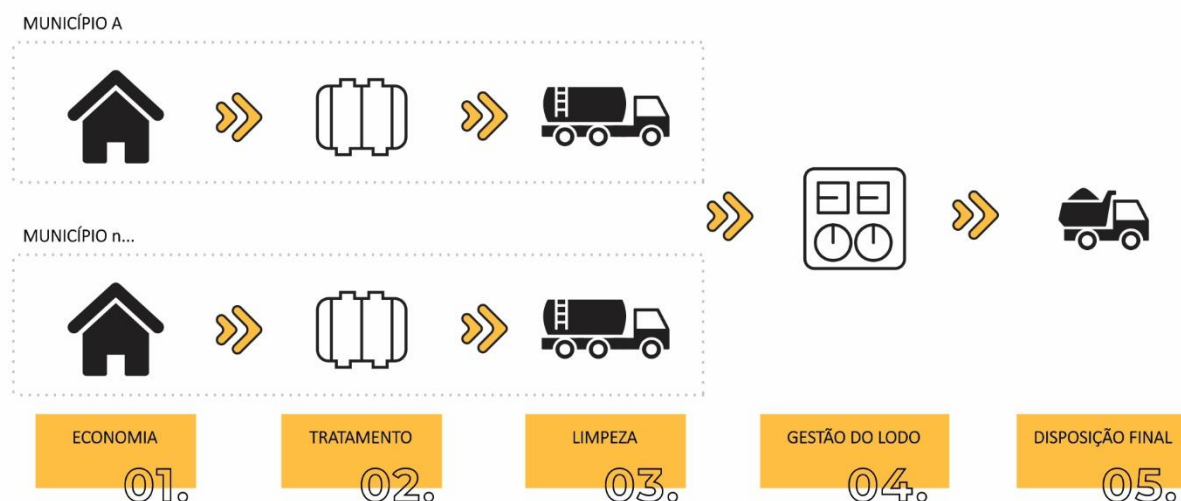 MUNICÍPIO A
MUNICÍPIO n...
ECONOMIA
01.
TRATAMENTO
02.
LIMPEZA
03.
GESTÃO DO LODO
04.
DISPOSIÇÃO FINAL
05.